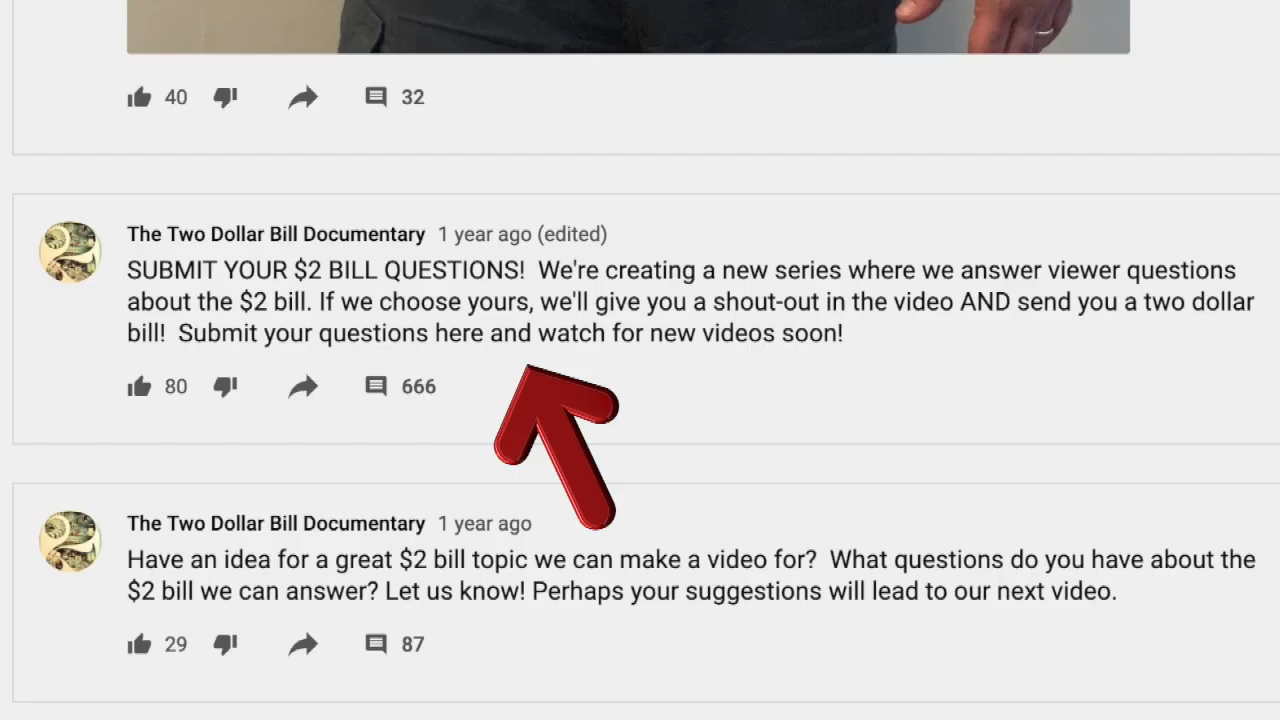 40 32
The Two Dollar Bill Documentary 1 year ago (edited)
SUBMIT YOUR $2 BILL QUESTIONS! We're creating a new series where we answer viewer questions
about the $2 bill. If we choose yours, we'll give you a shout-out in the video AND send you a two dollar
bill! Submit your questions here and watch for new videos soon!
80 666
The Two Dollar Bill Documentary 1 year ago
Have an idea for a great $2 bill topic we can make a video for? What questions do you have about the
$2 bill we can answer? Let us know! Perhaps your suggestions will lead to our next video.
29 87